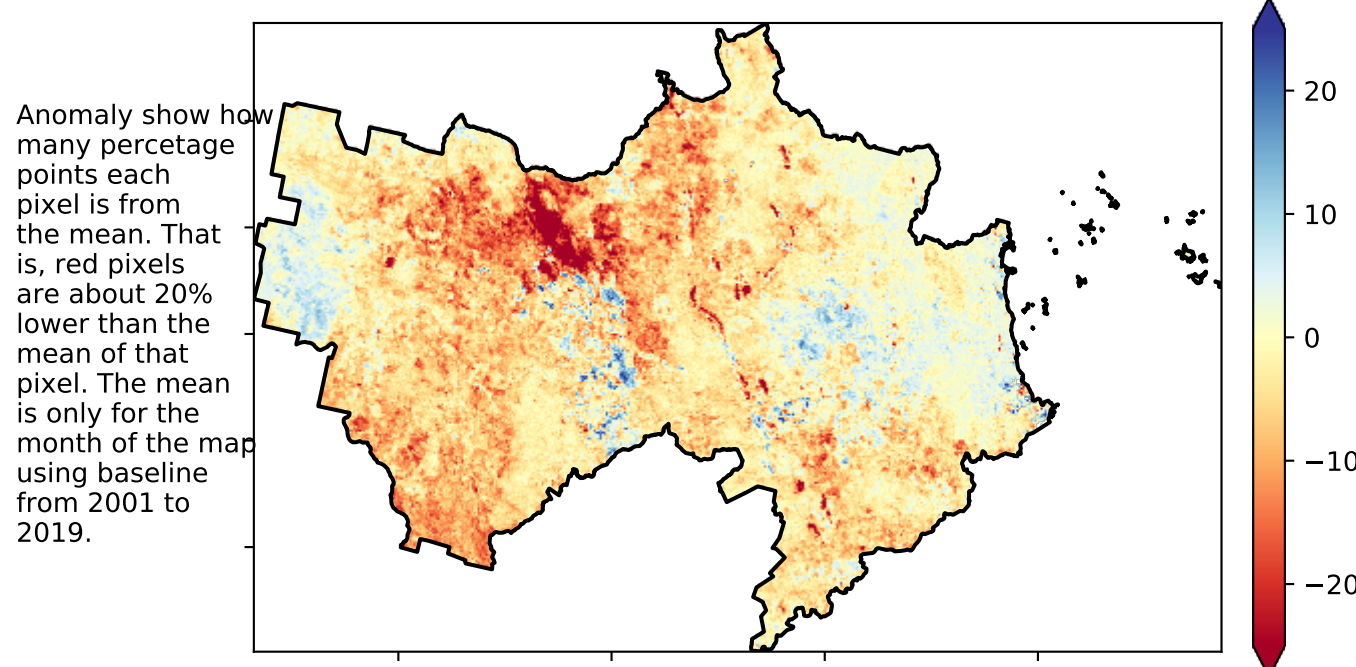 Anomaly show how
many percetage
points each
pixel is from
the mean. That
is, red pixels
are about 20%
lower than the
mean of that
pixel. The mean
is only for the
month of the map
using baseline
from 2001 to
2019.
20
10
0
−10
−20